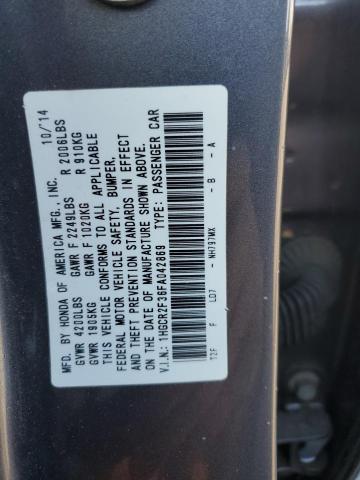 MFD. BY HONDA OF AMERICA MFG., INC. 10/14
GVWR 4200LBS GAWR F 2249LBS R 2006LBS
GVWR 1905KG GAWR F 1020KG R 910KG
THIS VEHICLE CONFORMS TO ALL APPLICABLE
FEDERAL MOTOR VEHICLE SAFETY, BUMPER,
AND THEFT PREVENTION STANDARDS IN EFFECT
ON THE DATE OF MANUFACTURE SHOWN ABOVE.
V.I.N.: 1HGCR2F36FA042869 TYPE: PASSENGER CAR
T2F F LD7 - NH797MX - B - A